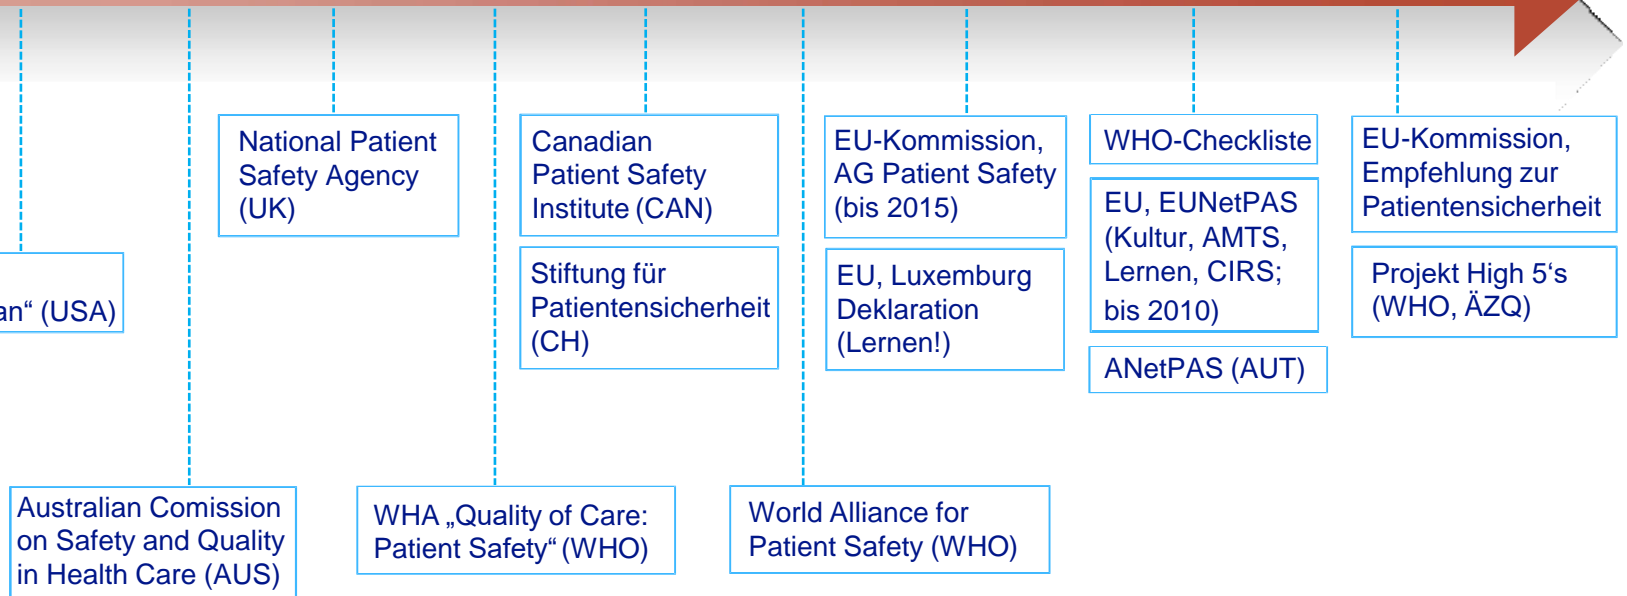 an“ (USA)
Australian Comission
on Safety and Quality
in Health Care (AUS)
National Patient
Safety Agency
(UK)
WHA „Quality of Care:
Patient Safety“ (WHO)
Canadian
Patient Safety
Institute (CAN)
Stiftung für
Patientensicherheit
(CH)
World Alliance for
Patient Safety (WHO)
EU-Kommission,
AG Patient Safety
(bis 2015)
EU, Luxemburg
Deklaration
(Lernen!)
WHO-Checkliste
EU, EUNetPAS
(Kultur, AMTS,
Lernen, CIRS;
bis 2010)
ANetPAS (AUT)
EU-Kommission,
Empfehlung zur
Patientensicherheit
Projekt High 5‘s
(WHO, ÄZQ)